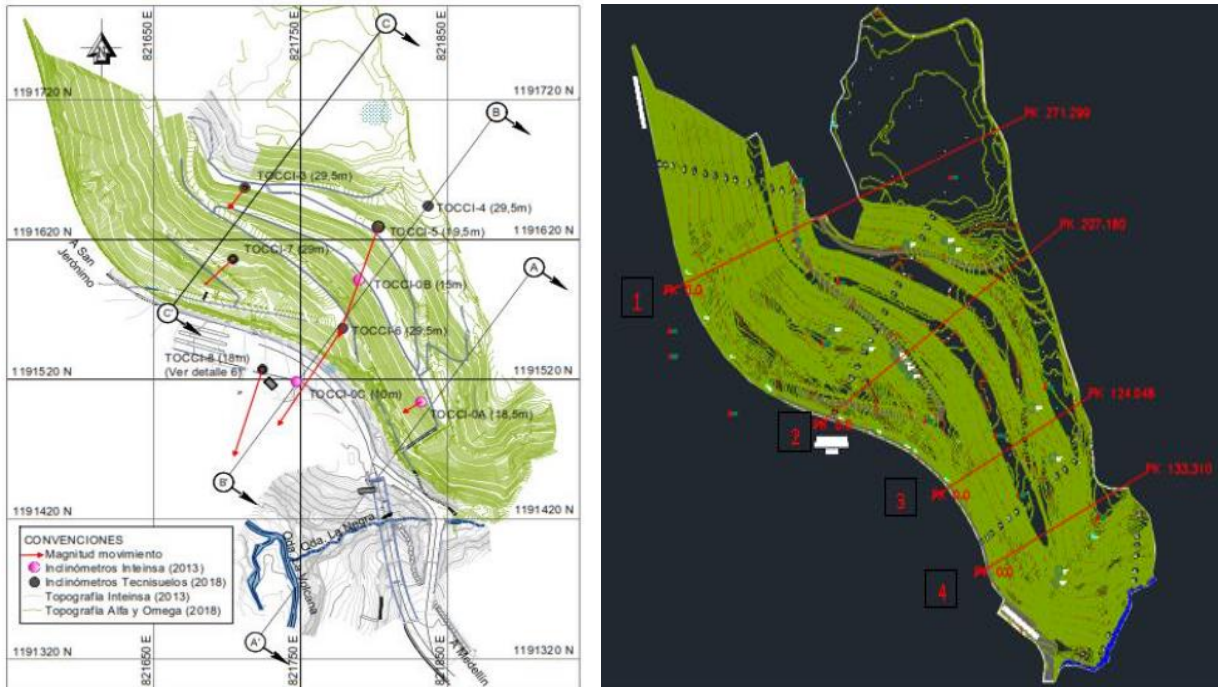 821650 E
821750 E
821850 E
C
N
1191720 N
1191720 N
B
TOCCI-3 (29,5m)
TOCCI-4 (29,5m)
TOCCI-5 (19,5m)
1191620 N
1191620 N
TOCCI-7 (29m)
A San
Jerónimo
A
TOCCI-0B (15m)
C'
TOCCI-6 (29,5m)
TOCCI-8 (18m)
(Ver detalle 6)
1191520 N
1191520 N
TOCCI-0C (10m)
TOCCI-0A (18,5m)
B'
1191420 N
1191420 N
Qda. La Negra
Qda. La Volcana
CONVENCIONES
Magnitud movimiento
Inclinómetros Inteinsa (2013)
Inclinómetros Tecnisuelos (2018)
Topografía Inteinsa (2013)
Topografía Alfa y Omega (2018)
A'
A Medellín
1191320 N
1191320 N
821650 E
821750 E
821850 E
PK 271.299
PK 207.180
1
PK 0.0
2
PK 0.0
PK 124.048
3
PK 0.0
PK 133.310
4
PK 0.0